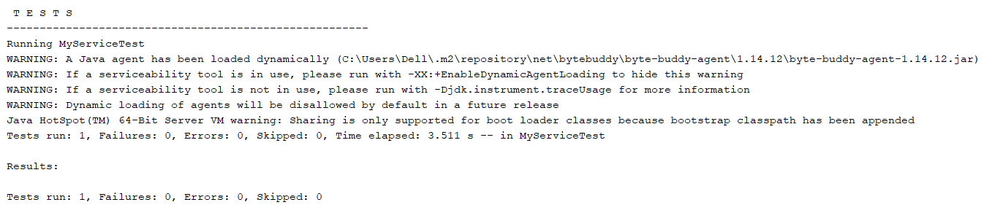 T E S T S
-------------------------------------------------------
Running MyServiceTest
WARNING: A Java agent has been loaded dynamically (C:\Users\Dell\.m2\repository\net\bytebuddy\byte-buddy-agent\1.14.12\byte-buddy-agent-1.14.12.jar)
WARNING: If a serviceability tool is in use, please run with -XX:+EnableDynamicAgentLoading to hide this warning
WARNING: If a serviceability tool is not in use, please run with -Djdk.instrument.traceUsage for more information
WARNING: Dynamic loading of agents will be disallowed by default in a future release
Java HotSpot(TM) 64-Bit Server VM warning: Sharing is only supported for boot loader classes because bootstrap classpath has been appended
Tests run: 1, Failures: 0, Errors: 0, Skipped: 0, Time elapsed: 3.511 s -- in MyServiceTest
Results:
Tests run: 1, Failures: 0, Errors: 0, Skipped: 0